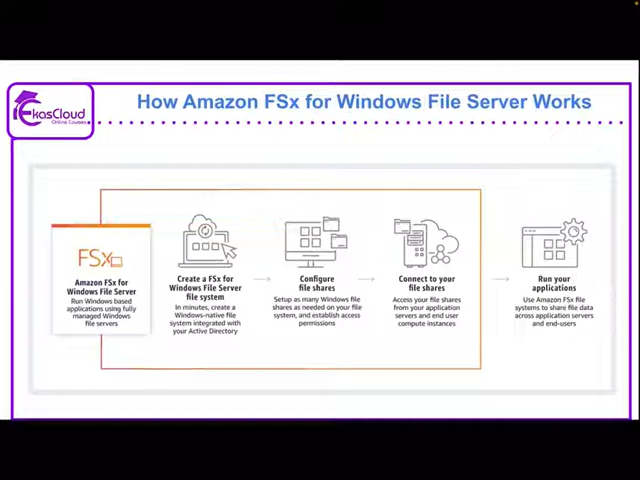 How Amazon FSx for Windows File Server Works
EkasCloud
Online Courses
FSx
Amazon FSx for
Windows File Server
Run Windows based
applications using fully
managed Windows
file servers
Create a FSx for
Windows File Server
file system
In minutes, create a
Windows-native file
system integrated with
your Active Directory
Configure
file shares
Setup as many Windows file
shares as needed on your file
system, and establish access
permissions
Connect to your
file shares
Access your file shares
from your application
servers and end user
compute instances
Run your
applications
Use Amazon FSx file
systems to share file data
across application servers
and end-users